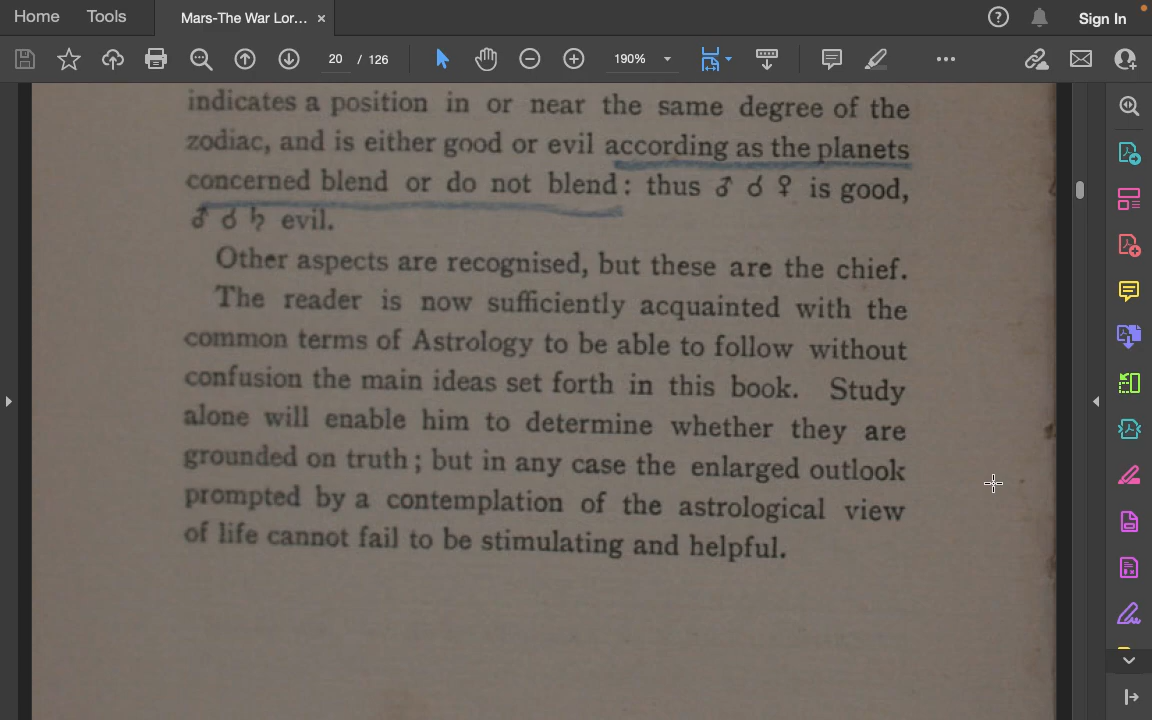 Home
Tools
Mars-The War Lor...
Sign In
20 / 126
190%
indicates a position in or near the same degree of the
zodiac, and is either good or evil according as the planets
concerned blend or do not blend: thus ♂ ☌ ♀ is good,
♂ ☌ ♄ evil.
Other aspects are recognised, but these are the chief.
The reader is now sufficiently acquainted with the
common terms of Astrology to be able to follow without
confusion the main ideas set forth in this book. Study
alone will enable him to determine whether they are
grounded on truth; but in any case the enlarged outlook
prompted by a contemplation of the astrological view
of life cannot fail to be stimulating and helpful.